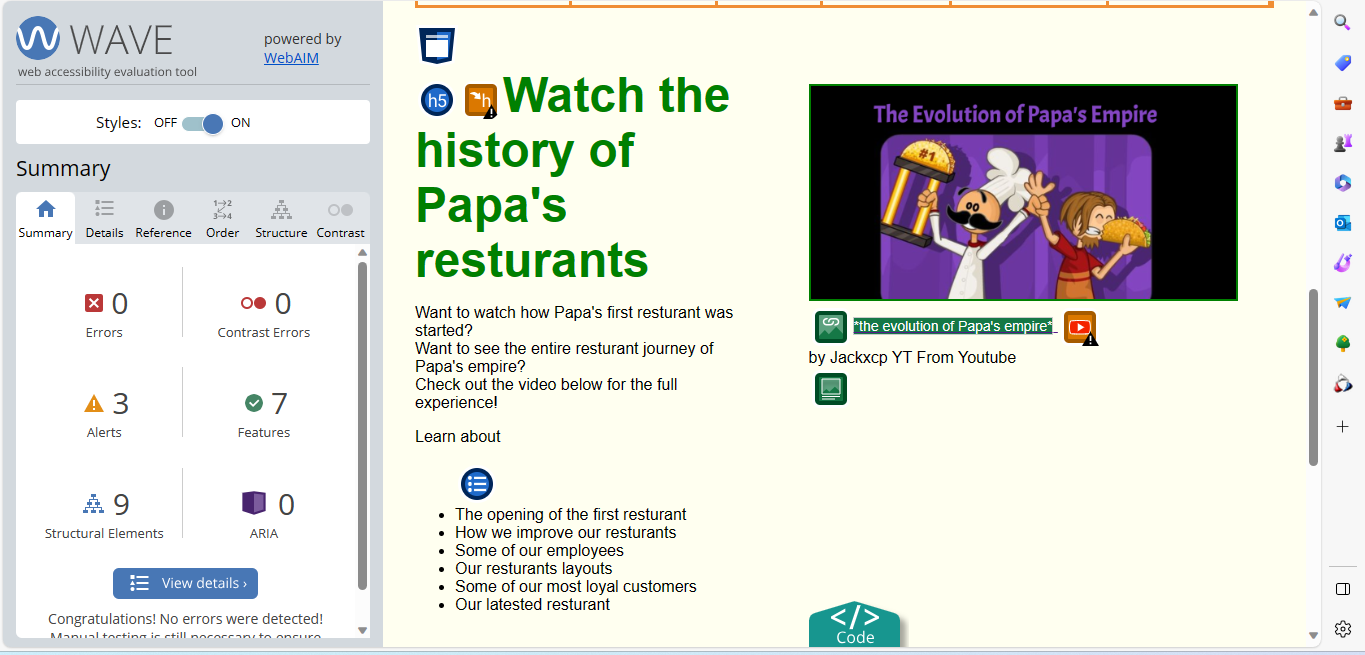 WAVE
powered by
WebAIM
web accessibility evaluation tool
Styles: OFF ON
Summary
Summary Details Reference Order Structure Contrast
0 0
Errors Contrast Errors
3 7
Alerts Features
9 0
Structural Elements ARIA
View details ›
Congratulations! No errors were detected!
Manual testing is still necessary to ensure
h5 h Watch the
history of
Papa's
resturants
Want to watch how Papa's first resturant was
started?
Want to see the entire resturant journey of
Papa's empire?
Check out the video below for the full
experience!
Learn about
The opening of the first resturant
How we improve our resturants
Some of our employees
Our resturants layouts
Some of our most loyal customers
Our latested resturant
The Evolution of Papa's Empire
#1
*the evolution of Papa's empire*
by Jackxcp YT From Youtube
</>
Code